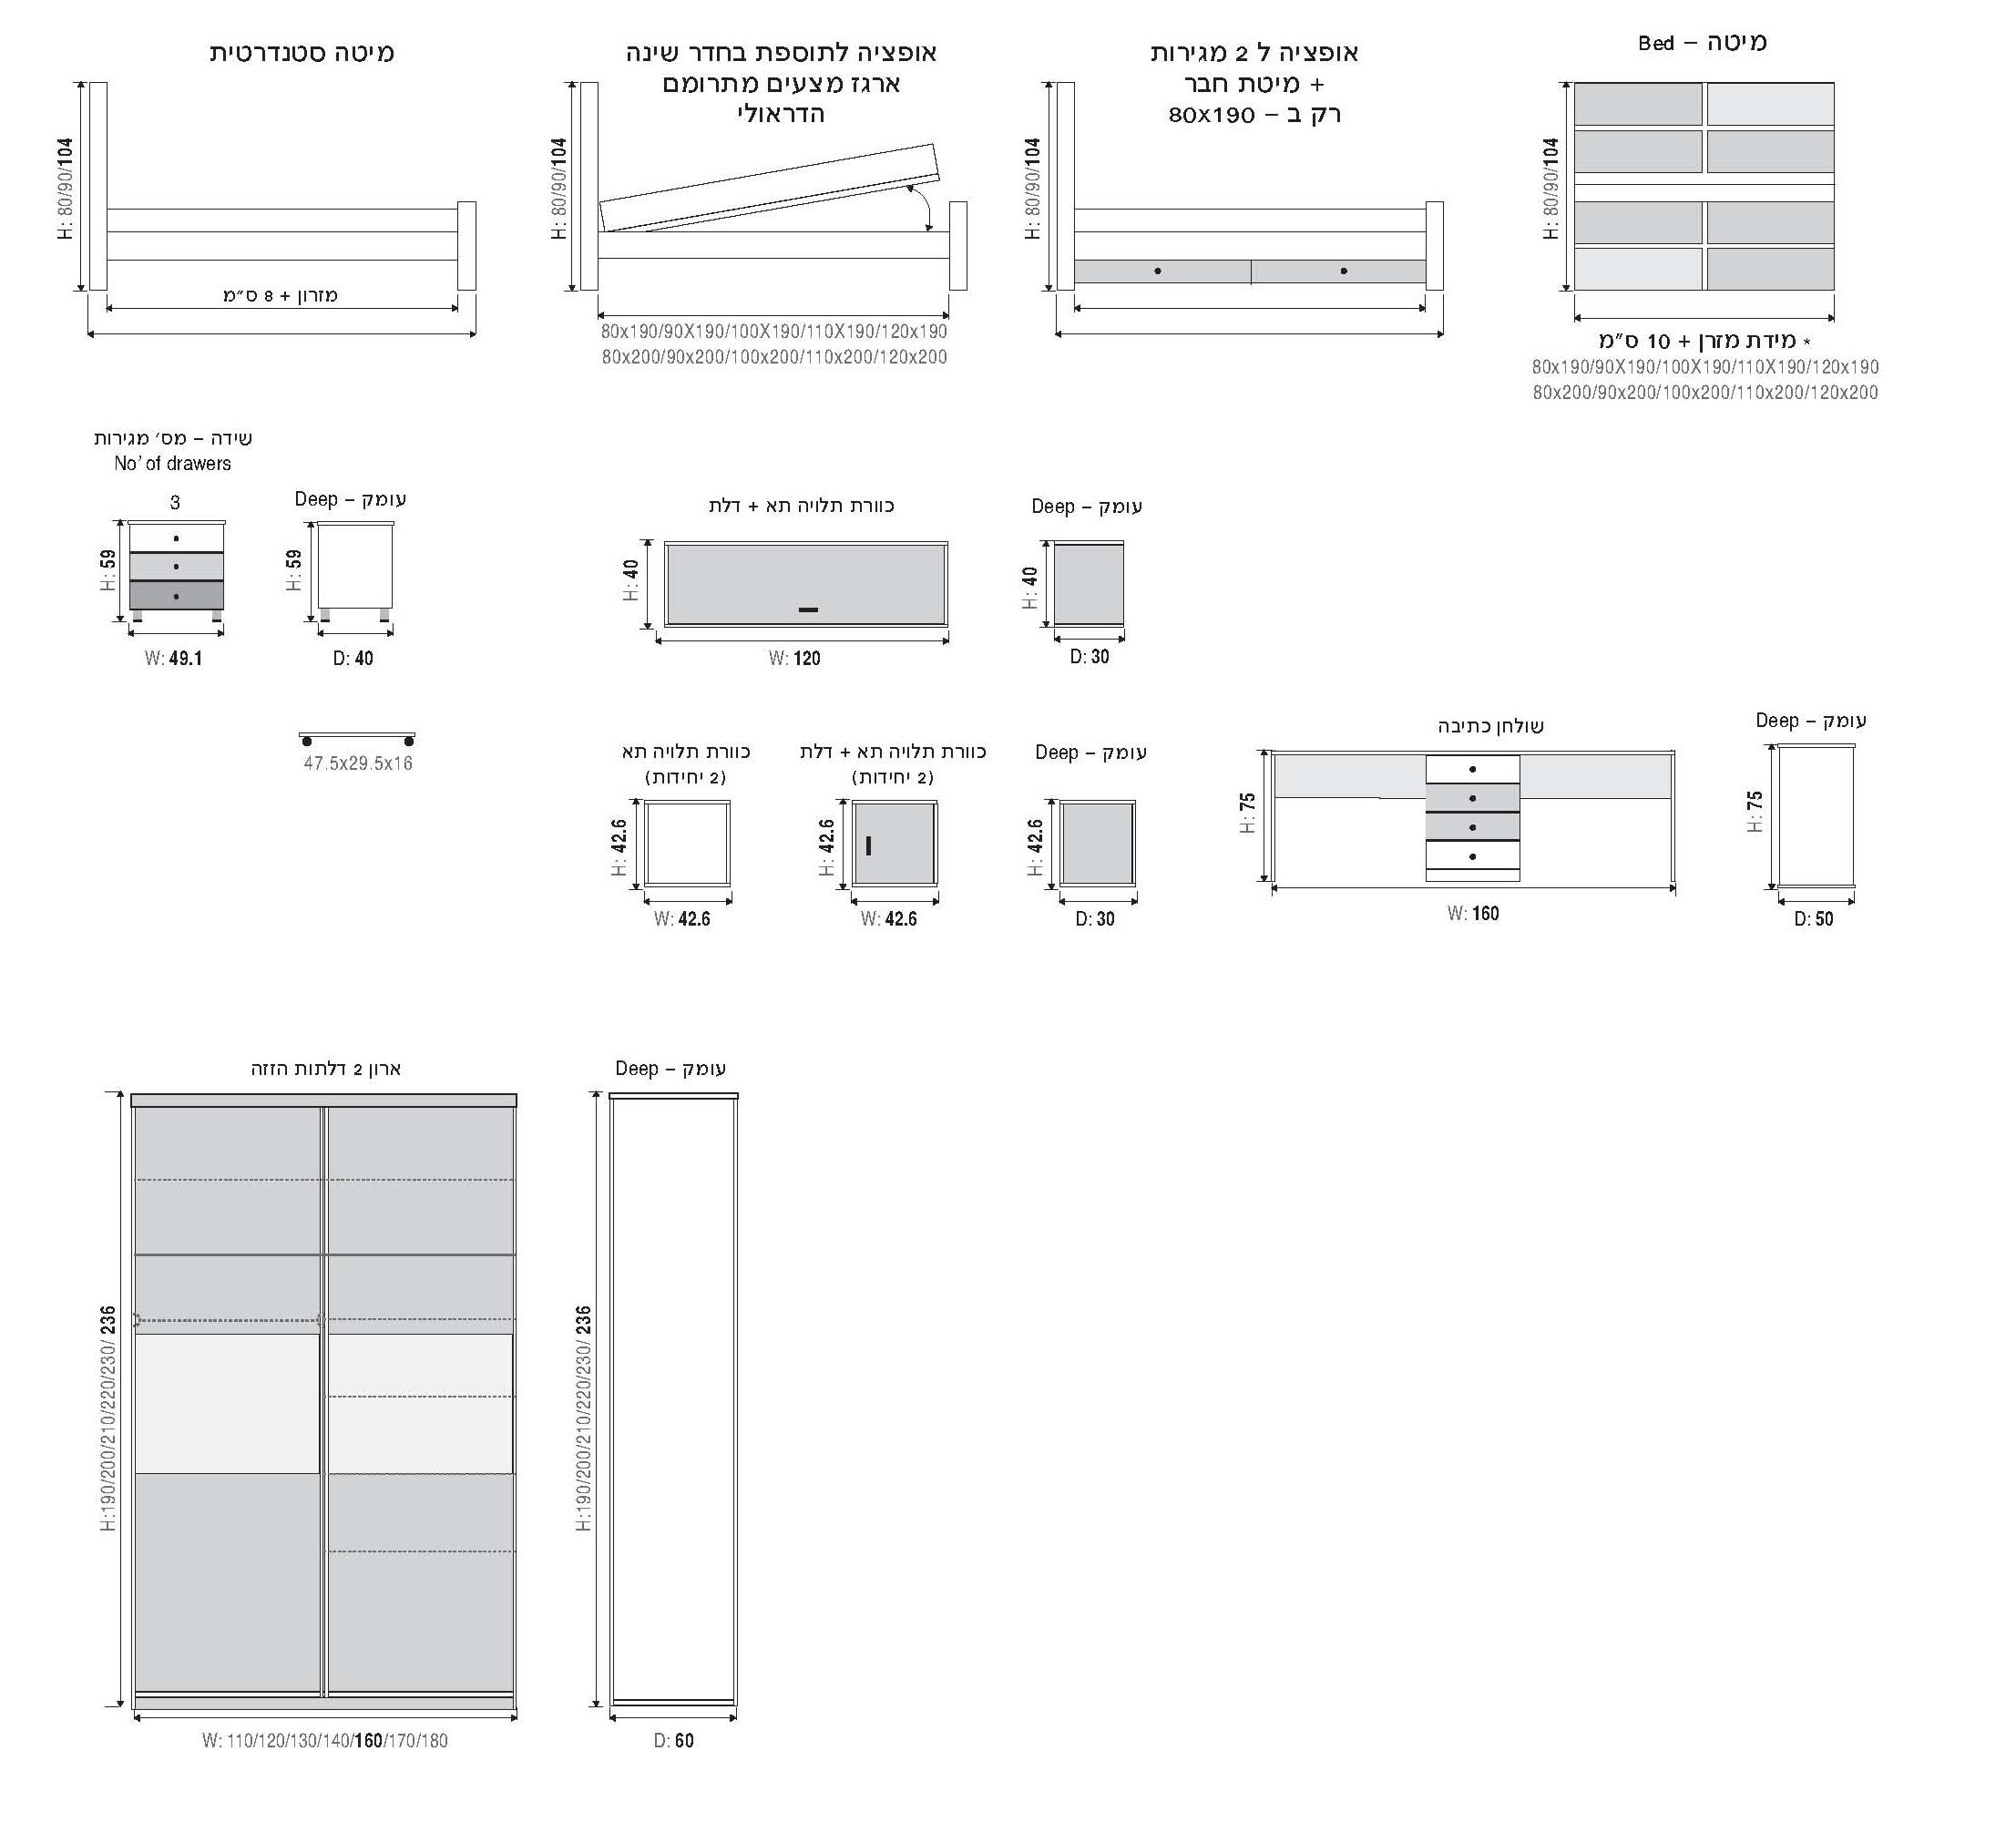 מיטה סטנדרטית
H: 80/90/104
מזרון + 8 ס"מ
אופציה לתוספת בחדר שינה
ארגז מצעים מתרומם
הדראולי
H: 80/90/104
80x190/90X190/100X190/110X190/120x190
80x200/90x200/100x200/110x200/120x200
אופציה ל 2 מגירות
+ מיטת חבר
רק ב – 80x190
H: 80/90/104
מיטה – Bed
H: 80/90/104
* מידת מזרן + 10 ס"מ
80x190/90X190/100X190/110X190/120x190
80x200/90x200/100x200/110x200/120x200
שידה – מס' מגירות
No' of drawers
3
H: 59
W: 49.1
עומק – Deep
H: 59
D: 40
כוורת תלויה תא + דלת
H: 40
W: 120
עומק – Deep
H: 40
D: 30
47.5x29.5x16
כוורת תלויה תא
(2 יחידות)
H: 42.6
W: 42.6
כוורת תלויה תא + דלת
(2 יחידות)
H: 42.6
W: 42.6
עומק – Deep
H: 42.6
D: 30
שולחן כתיבה
H: 75
W: 160
עומק – Deep
H: 75
D: 50
ארון 2 דלתות הזזה
H:190/200/210/220/230/ 236
W: 110/120/130/140/160/170/180
עומק – Deep
H:190/200/210/220/230/ 236
D: 60